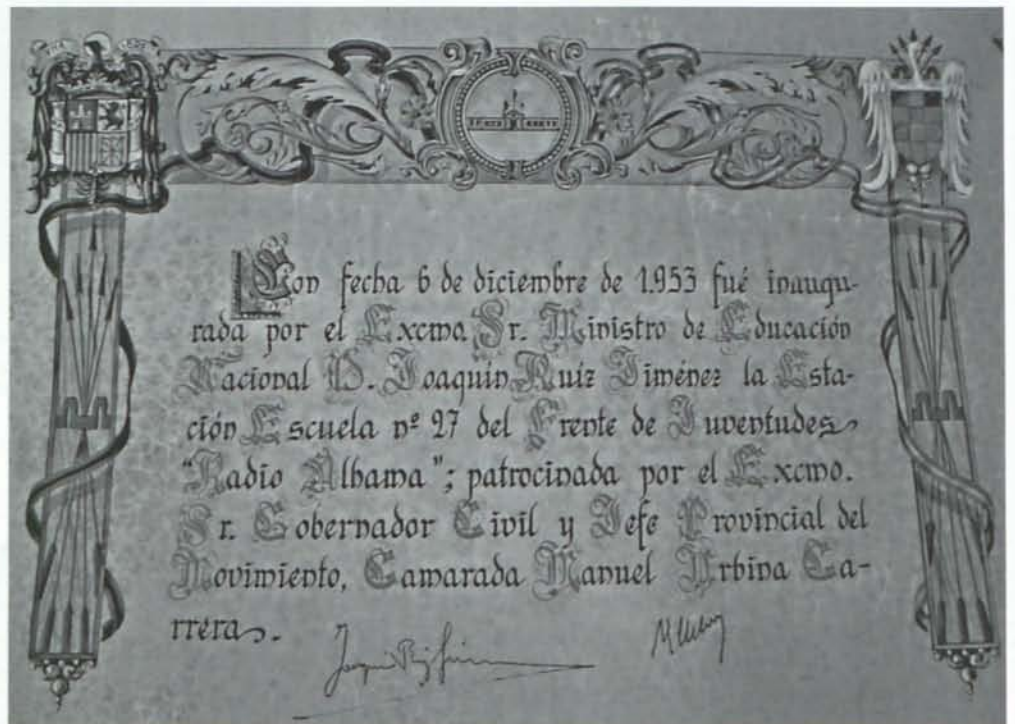 Con fecha 6 de diciembre de 1.953 fué inaugu-
rada por el Excmo. Sr. Ministro de Educación
Nacional D. Joaquín Ruiz Jiménez la Esta-
ción Escuela nº 27 del Frente de Juventudes
"Radio Alhama"; patrocinada por el Excmo.
Sr. Gobernador Civil y Jefe Provincial del
Movimiento, Camarada Manuel Urbina Ca-
rrera.